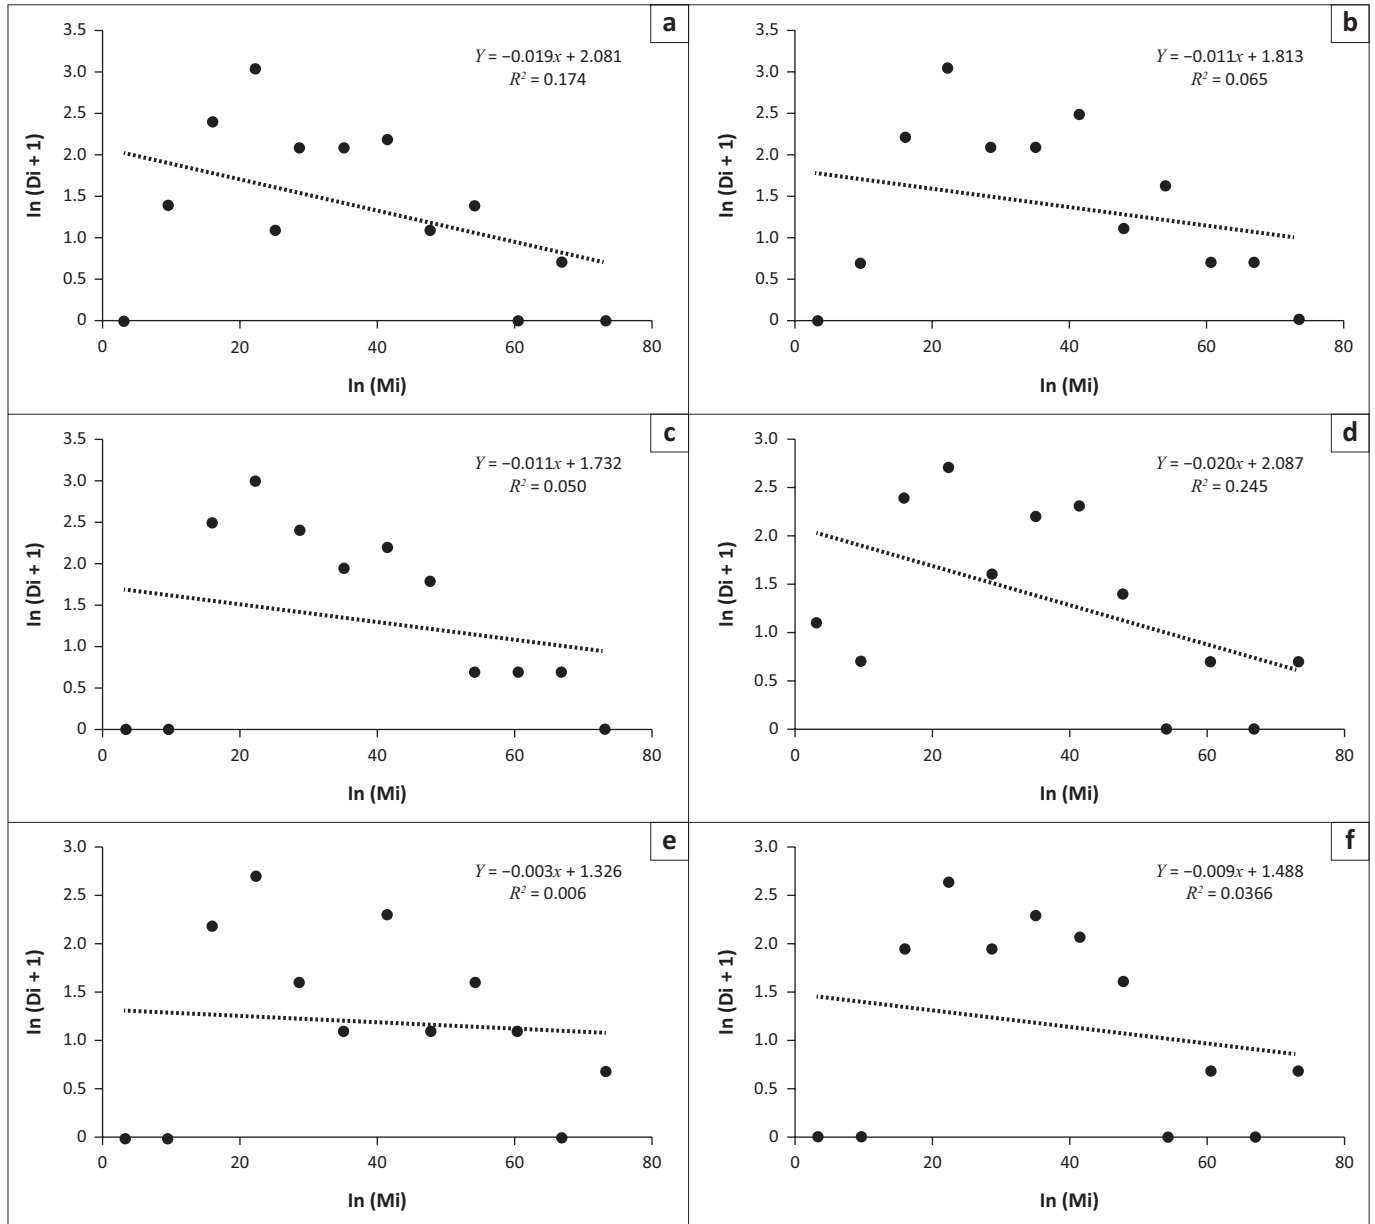 a
Y = −0.019x + 2.081
R² = 0.174
3.5
3.0
2.5
2.0
1.5
1.0
0.5
0
0 20 40 60 80
ln (Di + 1)
ln (Mi)
b
Y = −0.011x + 1.813
R² = 0.065
3.5
3.0
2.5
2.0
1.5
1.0
0.5
0
0 20 40 60 80
ln (Di + 1)
ln (Mi)
c
Y = −0.011x + 1.732
R² = 0.050
3.5
3.0
2.5
2.0
1.5
1.0
0.5
0
0 20 40 60 80
ln (Di + 1)
ln (Mi)
d
Y = −0.020x + 2.087
R² = 0.245
3.0
2.5
2.0
1.5
1.0
0.5
0
0 20 40 60 80
ln (Di + 1)
ln (Mi)
e
Y = −0.003x + 1.326
R² = 0.006
3.0
2.5
2.0
1.5
1.0
0.5
0
0 20 40 60 80
ln (Di + 1)
ln (Mi)
f
Y = −0.009x + 1.488
R² = 0.0366
3.0
2.5
2.0
1.5
1.0
0.5
0
0 20 40 60 80
ln (Di + 1)
ln (Mi)